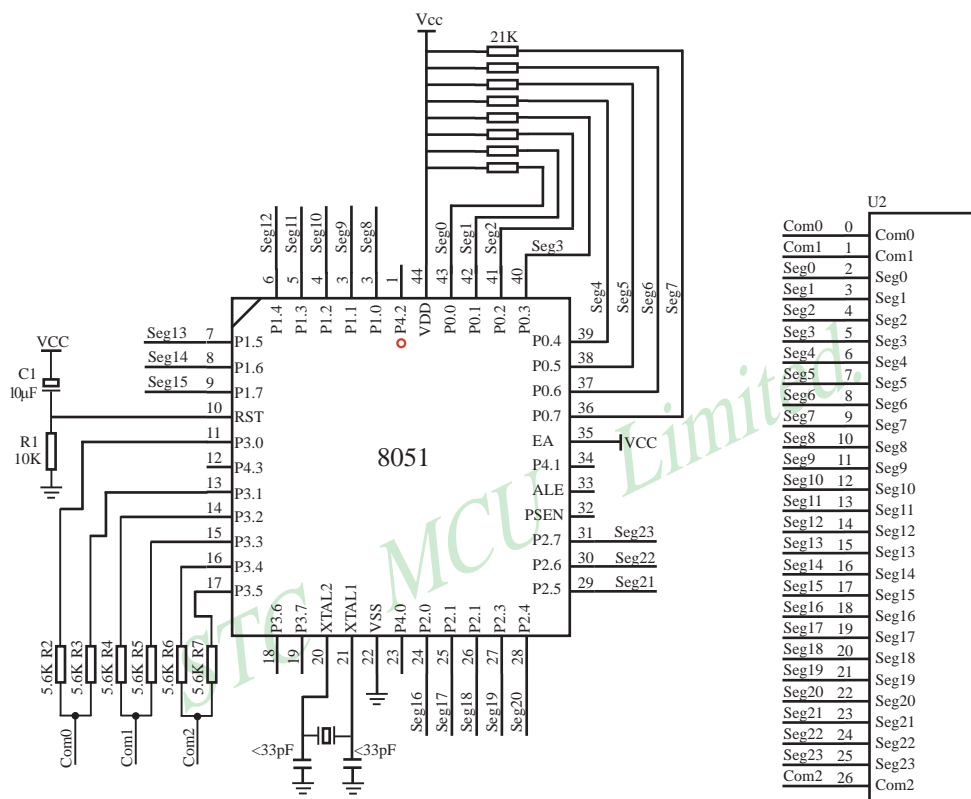 Vcc
21K
Seg12
Seg11
Seg10
Seg9
Seg8
Seg0
Seg1
Seg2
Seg3
Seg4
Seg5
Seg6
Seg7
6
5
4
3
3
1
44
43
42
41
40
P1.4
P1.3
P1.2
P1.1
P1.0
P4.2
VDD
P0.0
P0.1
P0.2
P0.3
Seg13 7 P1.5
Seg14 8 P1.6
Seg15 9 P1.7
10 RST
11 P3.0
12 P4.3
13 P3.1
14 P3.2
15 P3.3
16 P3.4
17 P3.5
VCC
C1
10μF
R1
10K
8051
P0.4 39
P0.5 38
P0.6 37
P0.7 36
EA 35 VCC
P4.1 34
ALE 33
PSEN 32
P2.7 31 Seg23
P2.6 30 Seg22
P2.5 29 Seg21
P3.6
P3.7
XTAL2
XTAL1
VSS
P4.0
P2.0
P2.1
P2.1
P2.3
P2.4
18
19
20
21
22
23
24
25
26
27
28
Seg16
Seg17
Seg18
Seg19
Seg20
5.6K R2
5.6K R3
5.6K R4
5.6K R5
5.6K R6
5.6K R7
Com0
Com1
Com2
<33pF
<33pF
U2
Com0 0 Com0
Com1 1 Com1
Seg0 2 Seg0
Seg1 3 Seg1
Seg2 4 Seg2
Seg3 5 Seg3
Seg4 6 Seg4
Seg5 7 Seg5
Seg6 8 Seg6
Seg7 9 Seg7
Seg8 10 Seg8
Seg9 11 Seg9
Seg10 12 Seg10
Seg11 13 Seg11
Seg12 14 Seg12
Seg13 15 Seg13
Seg14 16 Seg14
Seg15 17 Seg15
Seg16 18 Seg16
Seg17 19 Seg17
Seg18 20 Seg18
Seg19 21 Seg19
Seg20 22 Seg20
Seg21 23 Seg21
Seg22 24 Seg22
Seg23 25 Seg23
Com2 26 Com2
STC MCU Limited.